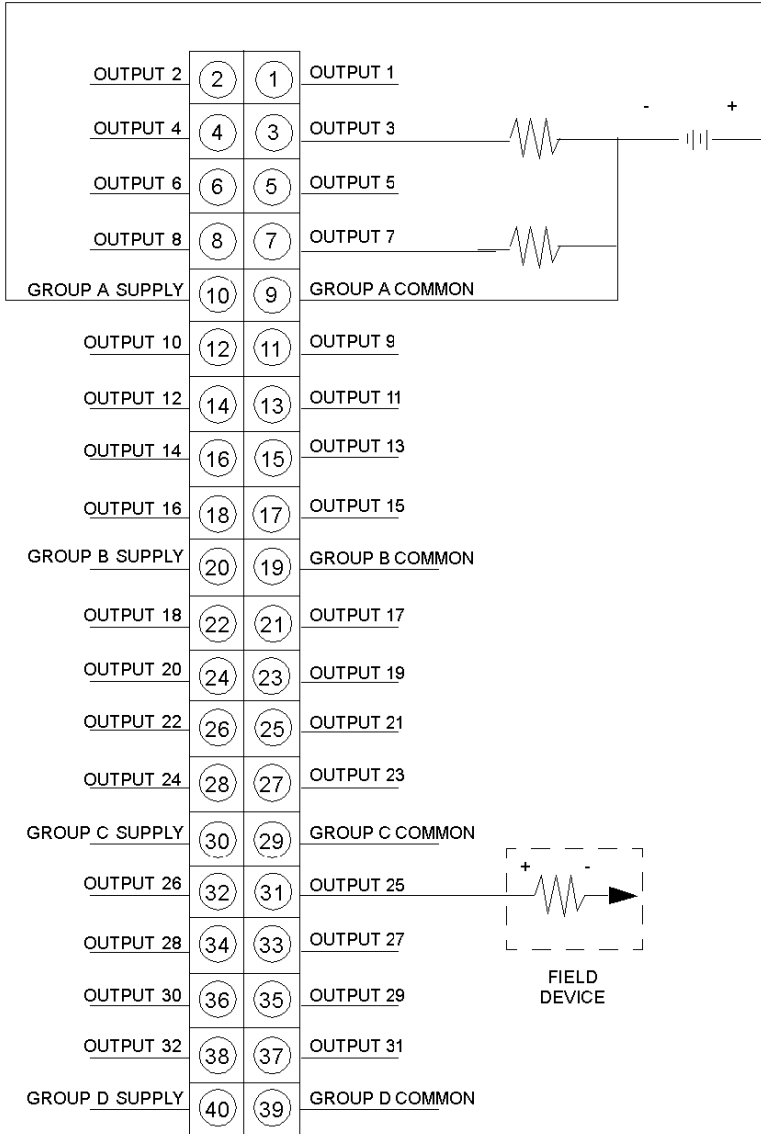 OUTPUT 2 2 1 OUTPUT 1
- +
OUTPUT 4 4 3 OUTPUT 3
OUTPUT 6 6 5 OUTPUT 5
OUTPUT 8 8 7 OUTPUT 7
GROUP A SUPPLY 10 9 GROUP A COMMON
OUTPUT 10 12 11 OUTPUT 9
OUTPUT 12 14 13 OUTPUT 11
OUTPUT 14 16 15 OUTPUT 13
OUTPUT 16 18 17 OUTPUT 15
GROUP B SUPPLY 20 19 GROUP B COMMON
OUTPUT 18 22 21 OUTPUT 17
OUTPUT 20 24 23 OUTPUT 19
OUTPUT 22 26 25 OUTPUT 21
OUTPUT 24 28 27 OUTPUT 23
GROUP C SUPPLY 30 29 GROUP C COMMON
+ -
OUTPUT 26 32 31 OUTPUT 25
OUTPUT 28 34 33 OUTPUT 27
FIELD
DEVICE
OUTPUT 30 36 35 OUTPUT 29
OUTPUT 32 38 37 OUTPUT 31
GROUP D SUPPLY 40 39 GROUP D COMMON